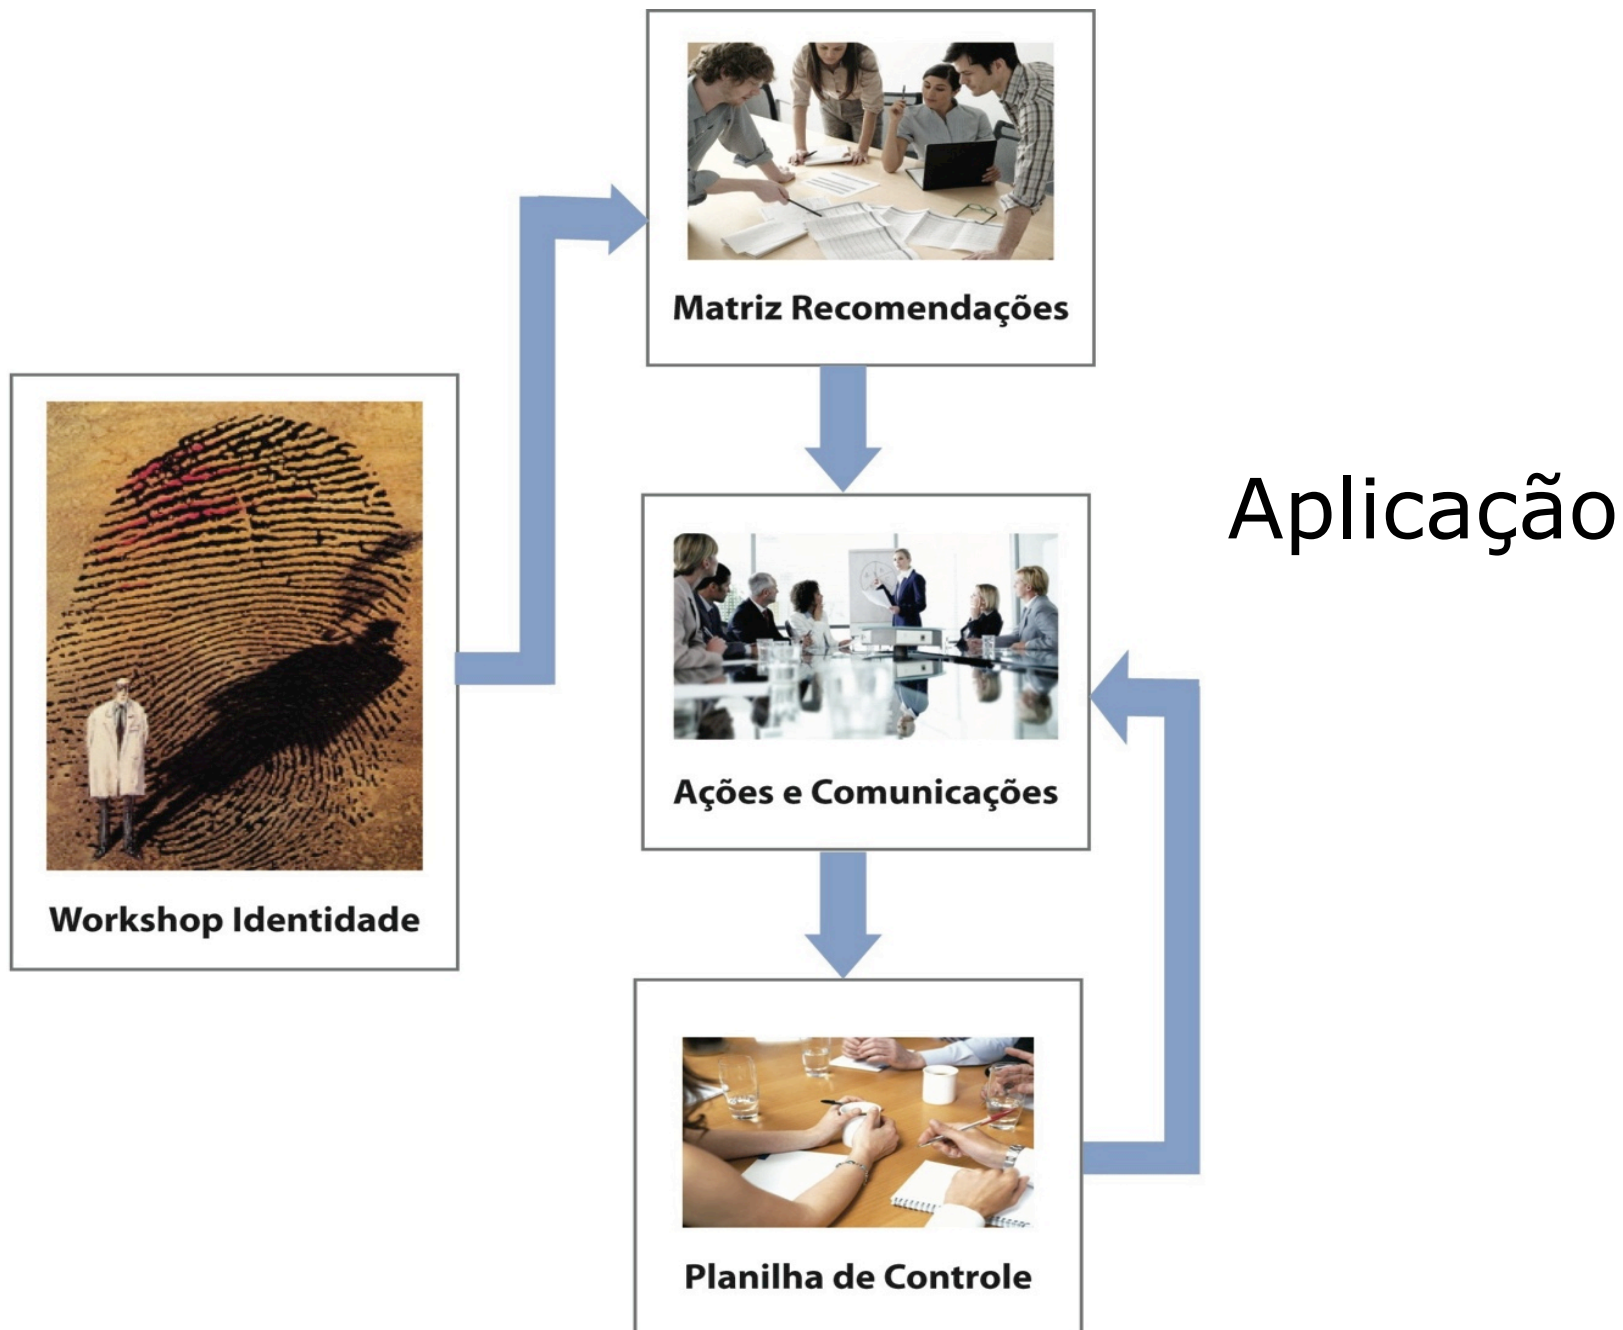 Matriz Recomendações
Aplicação
Ações e Comunicações
Workshop Identidade
Planilha de Controle